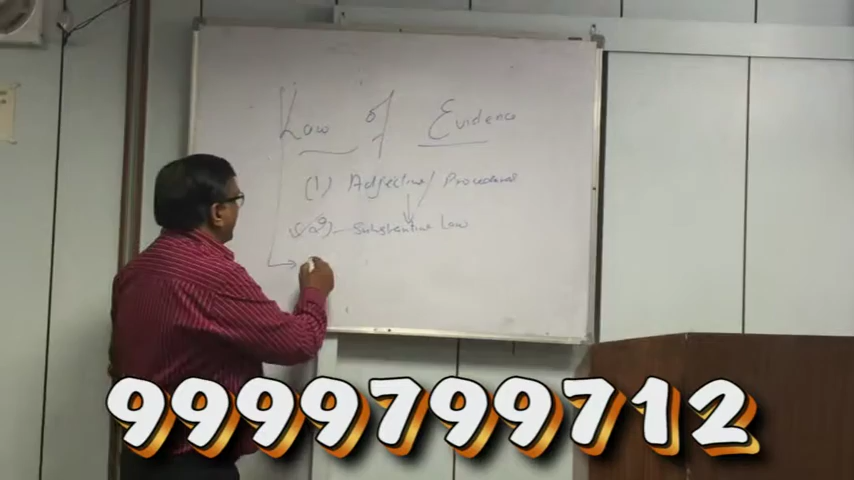 Law of Evidence
(1) Adjective/Procedural
Substantive Law
9999799712